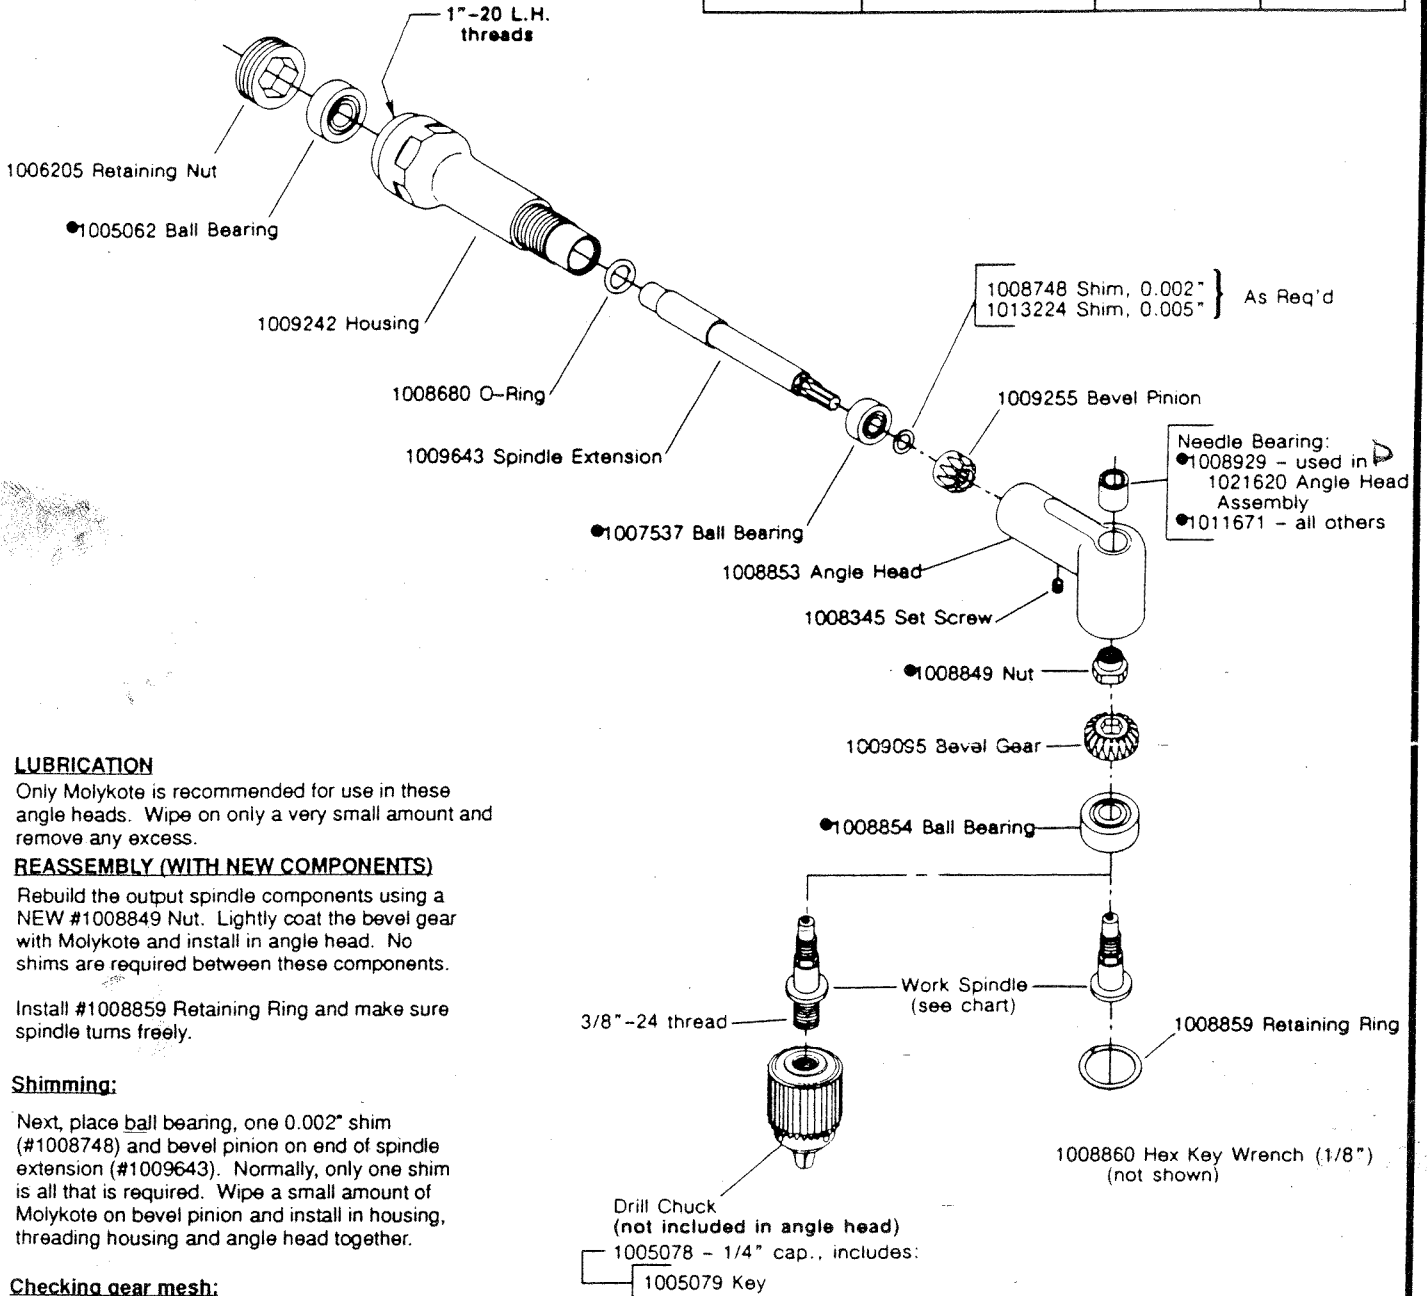 1"-20 L.H.
threads
1006205 Retaining Nut
●1005062 Ball Bearing
1009242 Housing
1008680 O-Ring
1009643 Spindle Extension
1008748 Shim, 0.002"
1013224 Shim, 0.005"
As Req'd
1009255 Bevel Pinion
Needle Bearing:
●1008929 - used in
1021620 Angle Head
Assembly
●1011671 - all others
●1007537 Ball Bearing
1008853 Angle Head
1008345 Set Screw
●1008849 Nut
1009095 Bevel Gear
●1008854 Ball Bearing
LUBRICATION
Only Molykote is recommended for use in these
angle heads. Wipe on only a very small amount and
remove any excess.
REASSEMBLY (WITH NEW COMPONENTS)
Rebuild the output spindle components using a
NEW #1008849 Nut. Lightly coat the bevel gear
with Molykote and install in angle head. No
shims are required between these components.
Install #1008859 Retaining Ring and make sure
spindle turns freely.
Shimming:
Next, place ball bearing, one 0.002" shim
(#1008748) and bevel pinion on end of spindle
extension (#1009643). Normally, only one shim
is all that is required. Wipe a small amount of
Molykote on bevel pinion and install in housing,
threading housing and angle head together.
Checking gear mesh:
Work Spindle
(see chart)
3/8"-24 thread
1008859 Retaining Ring
1008860 Hex Key Wrench (1/8")
(not shown)
Drill Chuck
(not included in angle head)
1005078 - 1/4" cap., includes:
1005079 Key